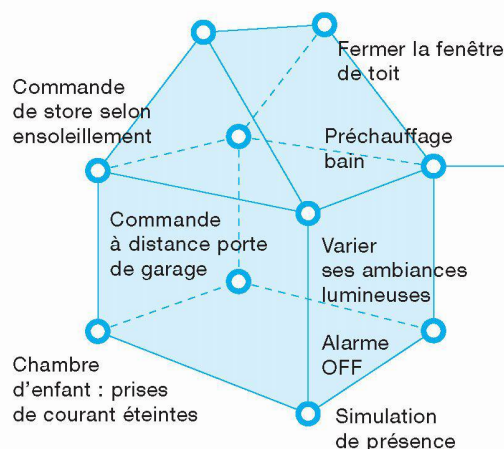 Fermer la fenêtre
de toit
Commande
de store selon
ensoleillement
Préchauffage
bain
Commande
à distance porte
de garage
Varier
ses ambiances
lumineuses
Alarme
OFF
Chambre
d'enfant : prises
de courant éteintes
Simulation
de présence